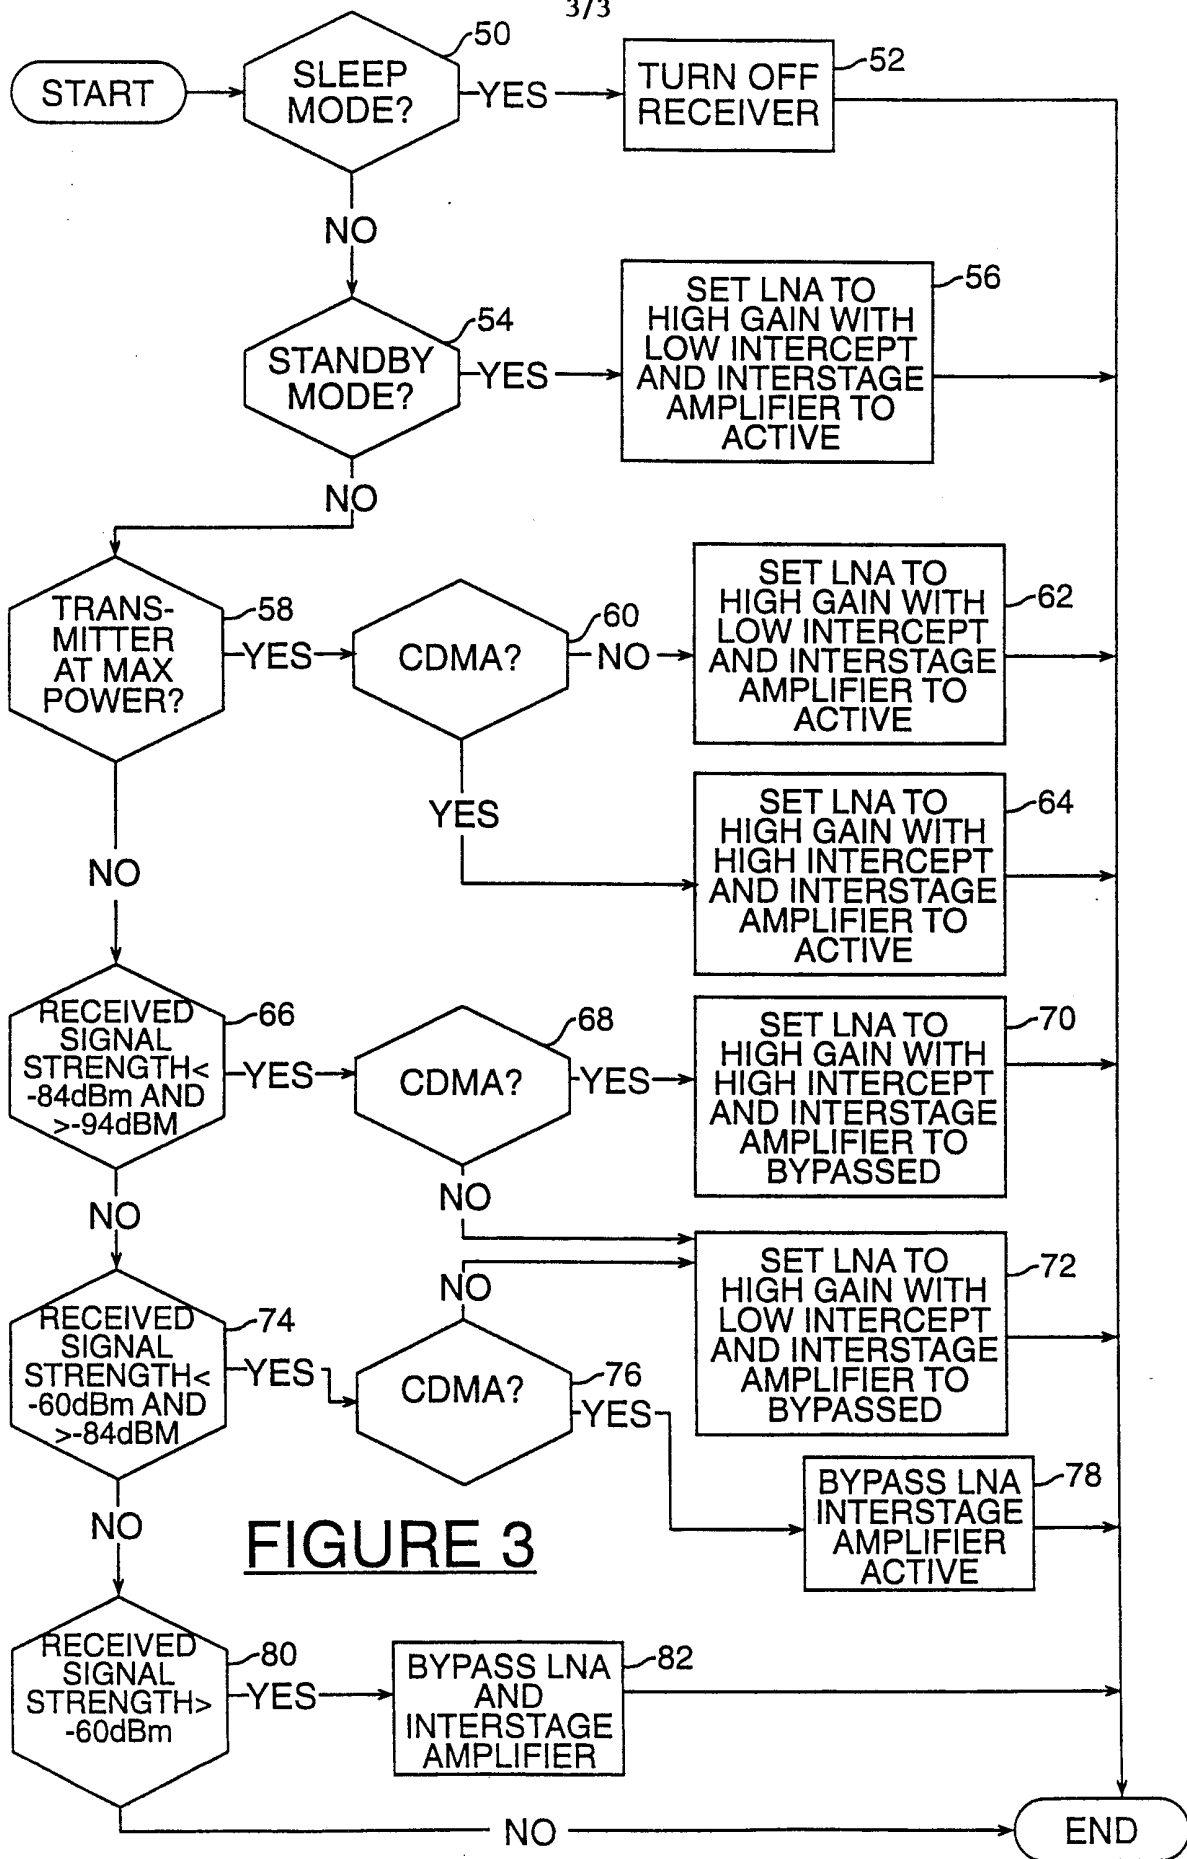 3/3
50
START
SLEEP
MODE?
YES
TURN OFF
RECEIVER
52
NO
54
STANDBY
MODE?
YES
SET LNA TO
HIGH GAIN WITH
LOW INTERCEPT
AND INTERSTAGE
AMPLIFIER TO
ACTIVE
56
NO
TRANS-
MITTER
AT MAX
POWER?
58
YES
CDMA?
60
NO
SET LNA TO
HIGH GAIN WITH
LOW INTERCEPT
AND INTERSTAGE
AMPLIFIER TO
ACTIVE
62
YES
SET LNA TO
HIGH GAIN WITH
HIGH INTERCEPT
AND INTERSTAGE
AMPLIFIER TO
ACTIVE
64
NO
RECEIVED
SIGNAL
STRENGTH<
-84dBm AND
>-94dBM
66
YES
CDMA?
68
YES
SET LNA TO
HIGH GAIN WITH
HIGH INTERCEPT
AND INTERSTAGE
AMPLIFIER TO
BYPASSED
70
NO
NO
RECEIVED
SIGNAL
STRENGTH<
-60dBm AND
>-84dBM
74
YES
NO
CDMA?
76
YES
SET LNA TO
HIGH GAIN WITH
LOW INTERCEPT
AND INTERSTAGE
AMPLIFIER TO
BYPASSED
72
BYPASS LNA
INTERSTAGE
AMPLIFIER
ACTIVE
78
NO
FIGURE 3
RECEIVED
SIGNAL
STRENGTH>
-60dBm
80
YES
BYPASS LNA
AND
INTERSTAGE
AMPLIFIER
82
NO
END